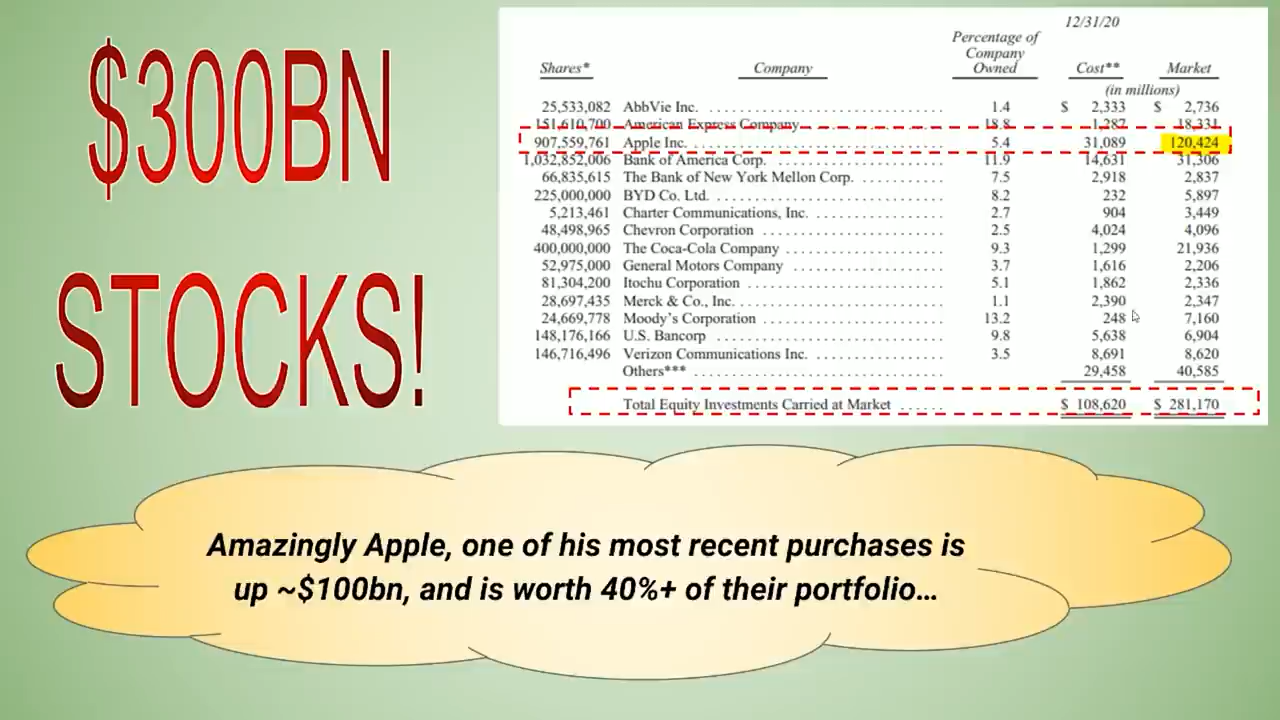 $300BN
STOCKS!
12/31/20
Percentage of
Company
Owned
Shares* Company Cost** Market
(in millions)
25,533,082 AbbVie Inc. 1.4 $ 2,333 $ 2,736
151,610,700 American Express Company 18.8 1,287 18,331
907,559,761 Apple Inc. 5.4 31,089 120,424
1,032,852,006 Bank of America Corp. 11.9 14,631 31,306
66,835,615 The Bank of New York Mellon Corp. 7.5 2,918 2,837
225,000,000 BYD Co. Ltd. 8.2 232 5,897
5,213,461 Charter Communications, Inc. 2.7 904 3,449
48,498,965 Chevron Corporation 2.5 4,024 4,096
400,000,000 The Coca-Cola Company 9.3 1,299 21,936
52,975,000 General Motors Company 3.7 1,616 2,206
81,304,200 Itochu Corporation 5.1 1,862 2,336
28,697,435 Merck & Co., Inc. 1.1 2,390 2,347
24,669,778 Moody's Corporation 13.2 248 7,160
148,176,166 U.S. Bancorp 9.8 5,638 6,904
146,716,496 Verizon Communications Inc. 3.5 8,691 8,620
Others*** 29,458 40,585
Total Equity Investments Carried at Market $ 108,620 $ 281,170
Amazingly Apple, one of his most recent purchases is
up ~$100bn, and is worth 40%+ of their portfolio…